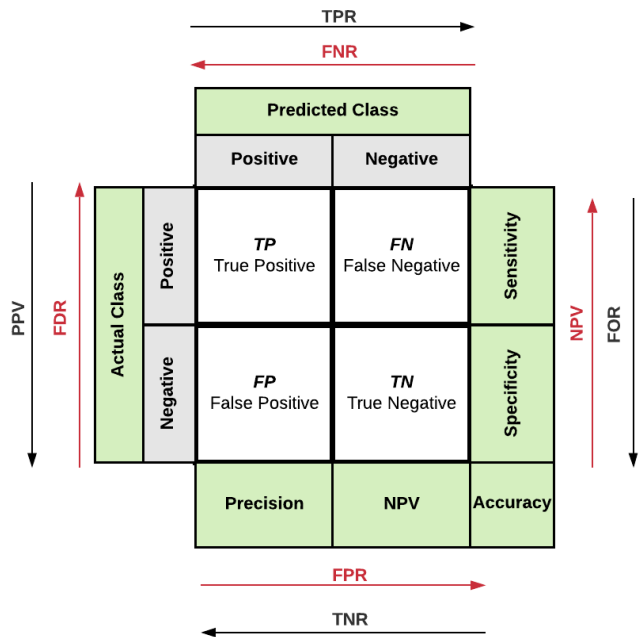 TPR
FNR
Predicted Class
Positive Negative
PPV
FDR
Actual Class
Positive
TP
True Positive
FN
False Negative
Sensitivity
NPV
FOR
Negative
FP
False Positive
TN
True Negative
Specificity
Precision NPV Accuracy
FPR
TNR